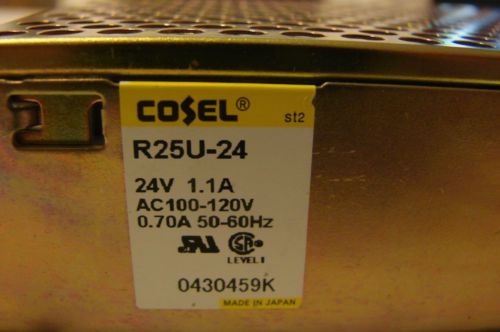 COSEL®
st2
R25U-24
24V 1.1A
AC100-120V
0.70A 50-60Hz
LEVEL I
0430459K
MADE IN JAPAN